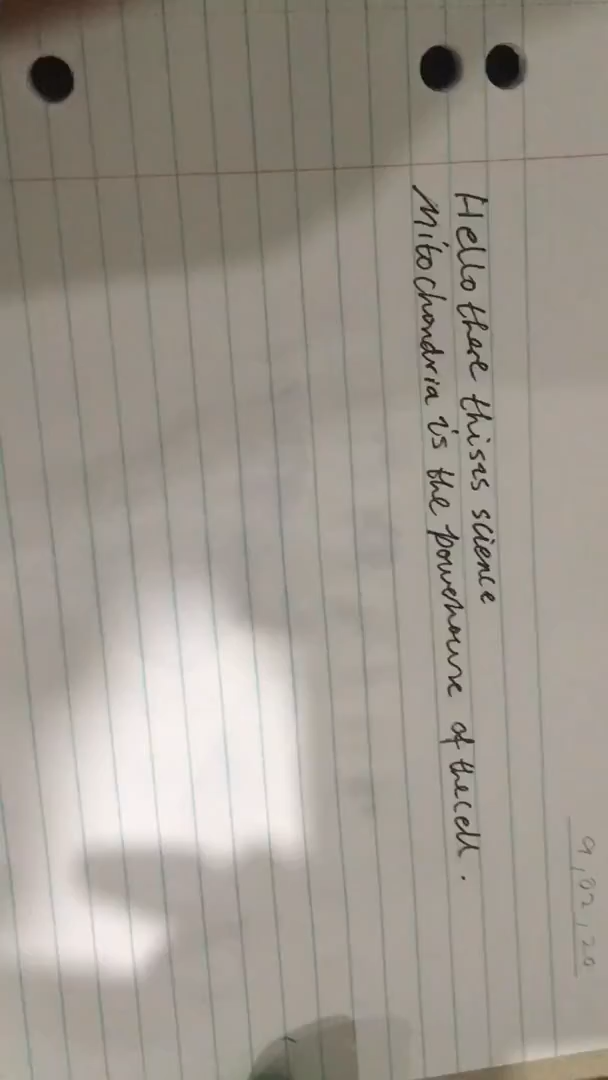 9,02,20
Hello there this is science
Mitochondria is the powerhouse of the cell.